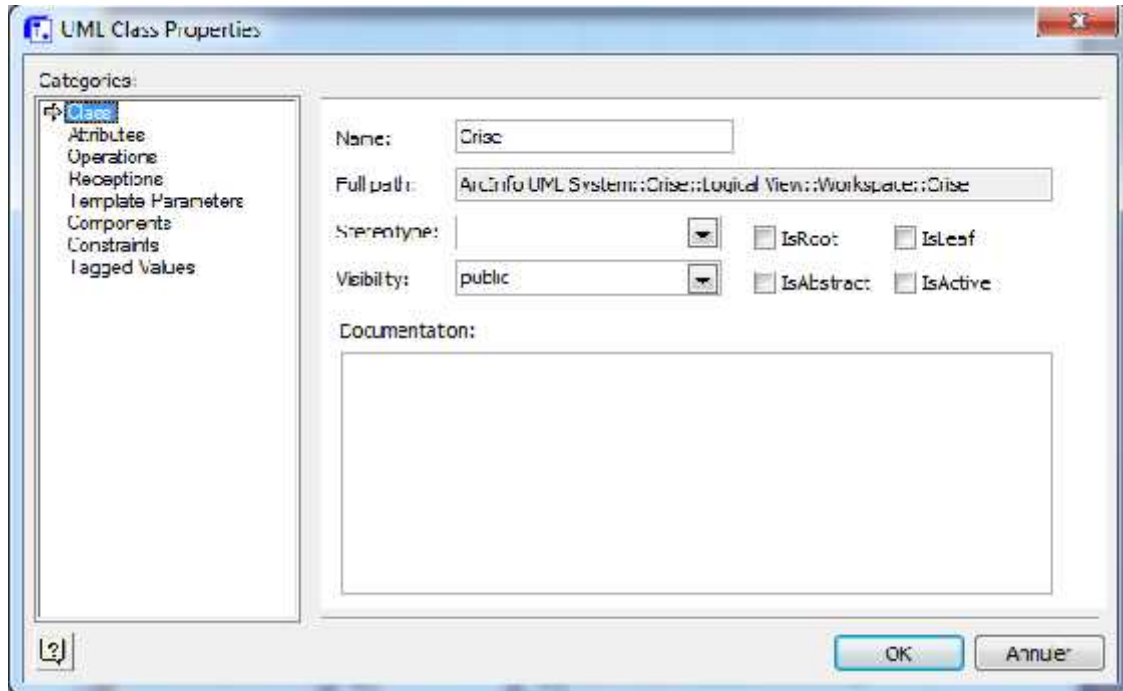 UML Class Properties
Categories:
Class
Attributes
Operations
Receptions
Template Parameters
Components
Constraints
Tagged Values
Name: Crise
Full path: ArcInfo UML System::Crise::Logical View::Workspace::Crise
Stereotype: IsRoot IsLeaf
Visibility: public IsAbstract IsActive
Documentation:
OK Annuler